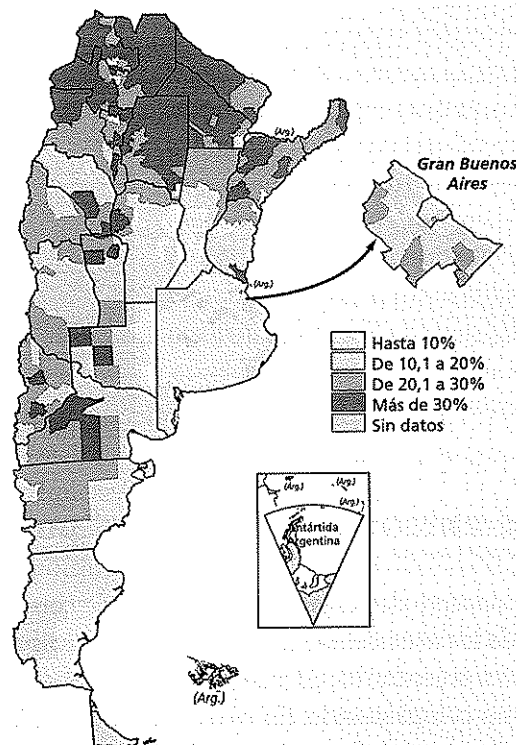 (Arg.)
Gran Buenos
Aires
(Arg.)
Hasta 10%
De 10,1 a 20%
De 20,1 a 30%
Más de 30%
Sin datos
(Arg.)
(Arg.)
(Arg.)
Antártida
Argentina
(Arg.)